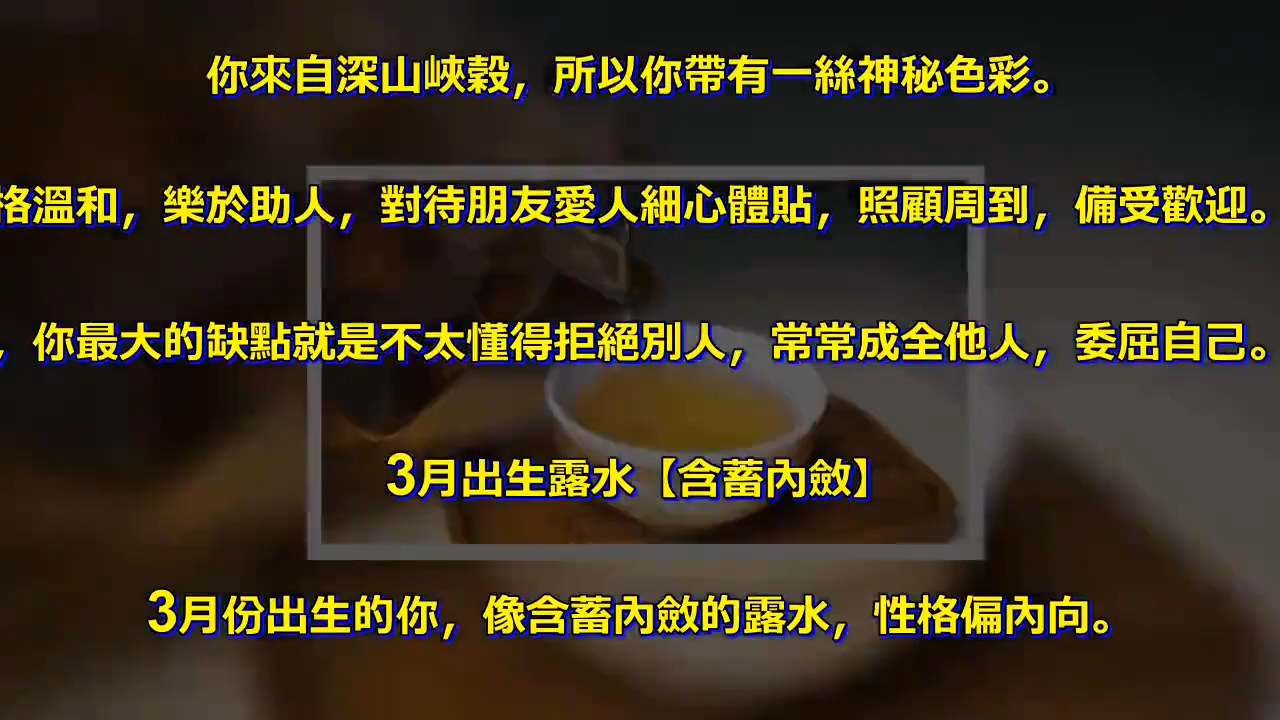 你來自深山峽穀，所以你帶有一絲神秘色彩。
格溫和，樂於助人，對待朋友愛人細心體貼，照顧周到，備受歡迎。
，你最大的缺點就是不太懂得拒絕別人，常常成全他人，委屈自己。
3月出生露水【含蓄內斂】
3月份出生的你，像含蓄內斂的露水，性格偏內向。